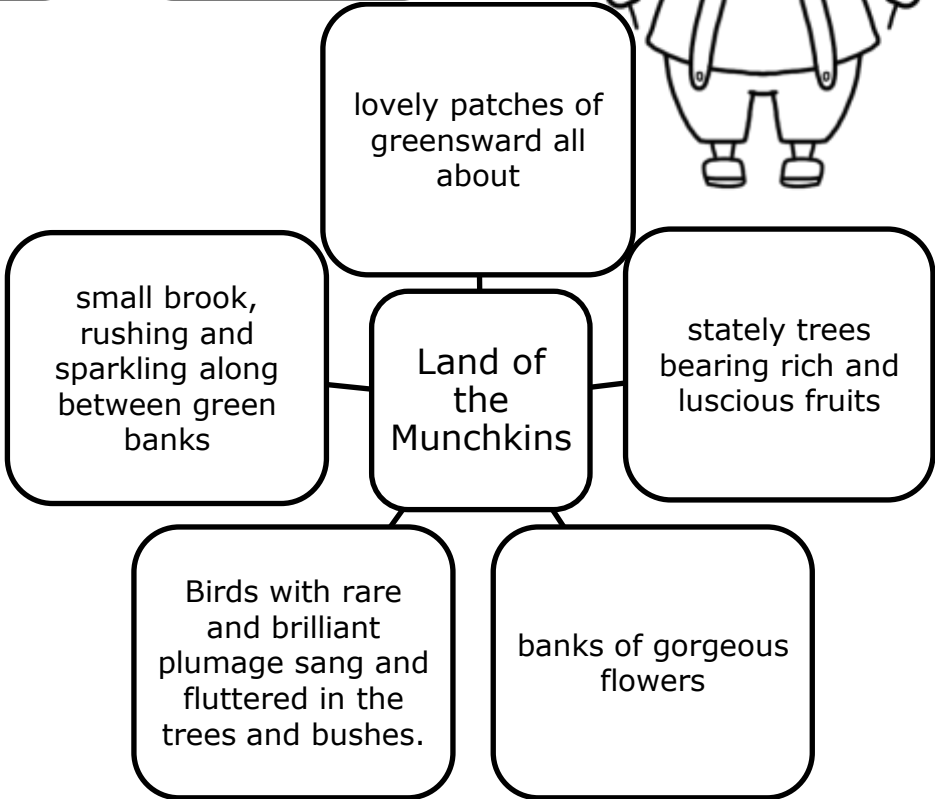 lovely patches of
greensward all
about
small brook,
rushing and
sparkling along
between green
banks
Land of
the
Munchkins
stately trees
bearing rich and
luscious fruits
Birds with rare
and brilliant
plumage sang and
fluttered in the
trees and bushes.
banks of gorgeous
flowers